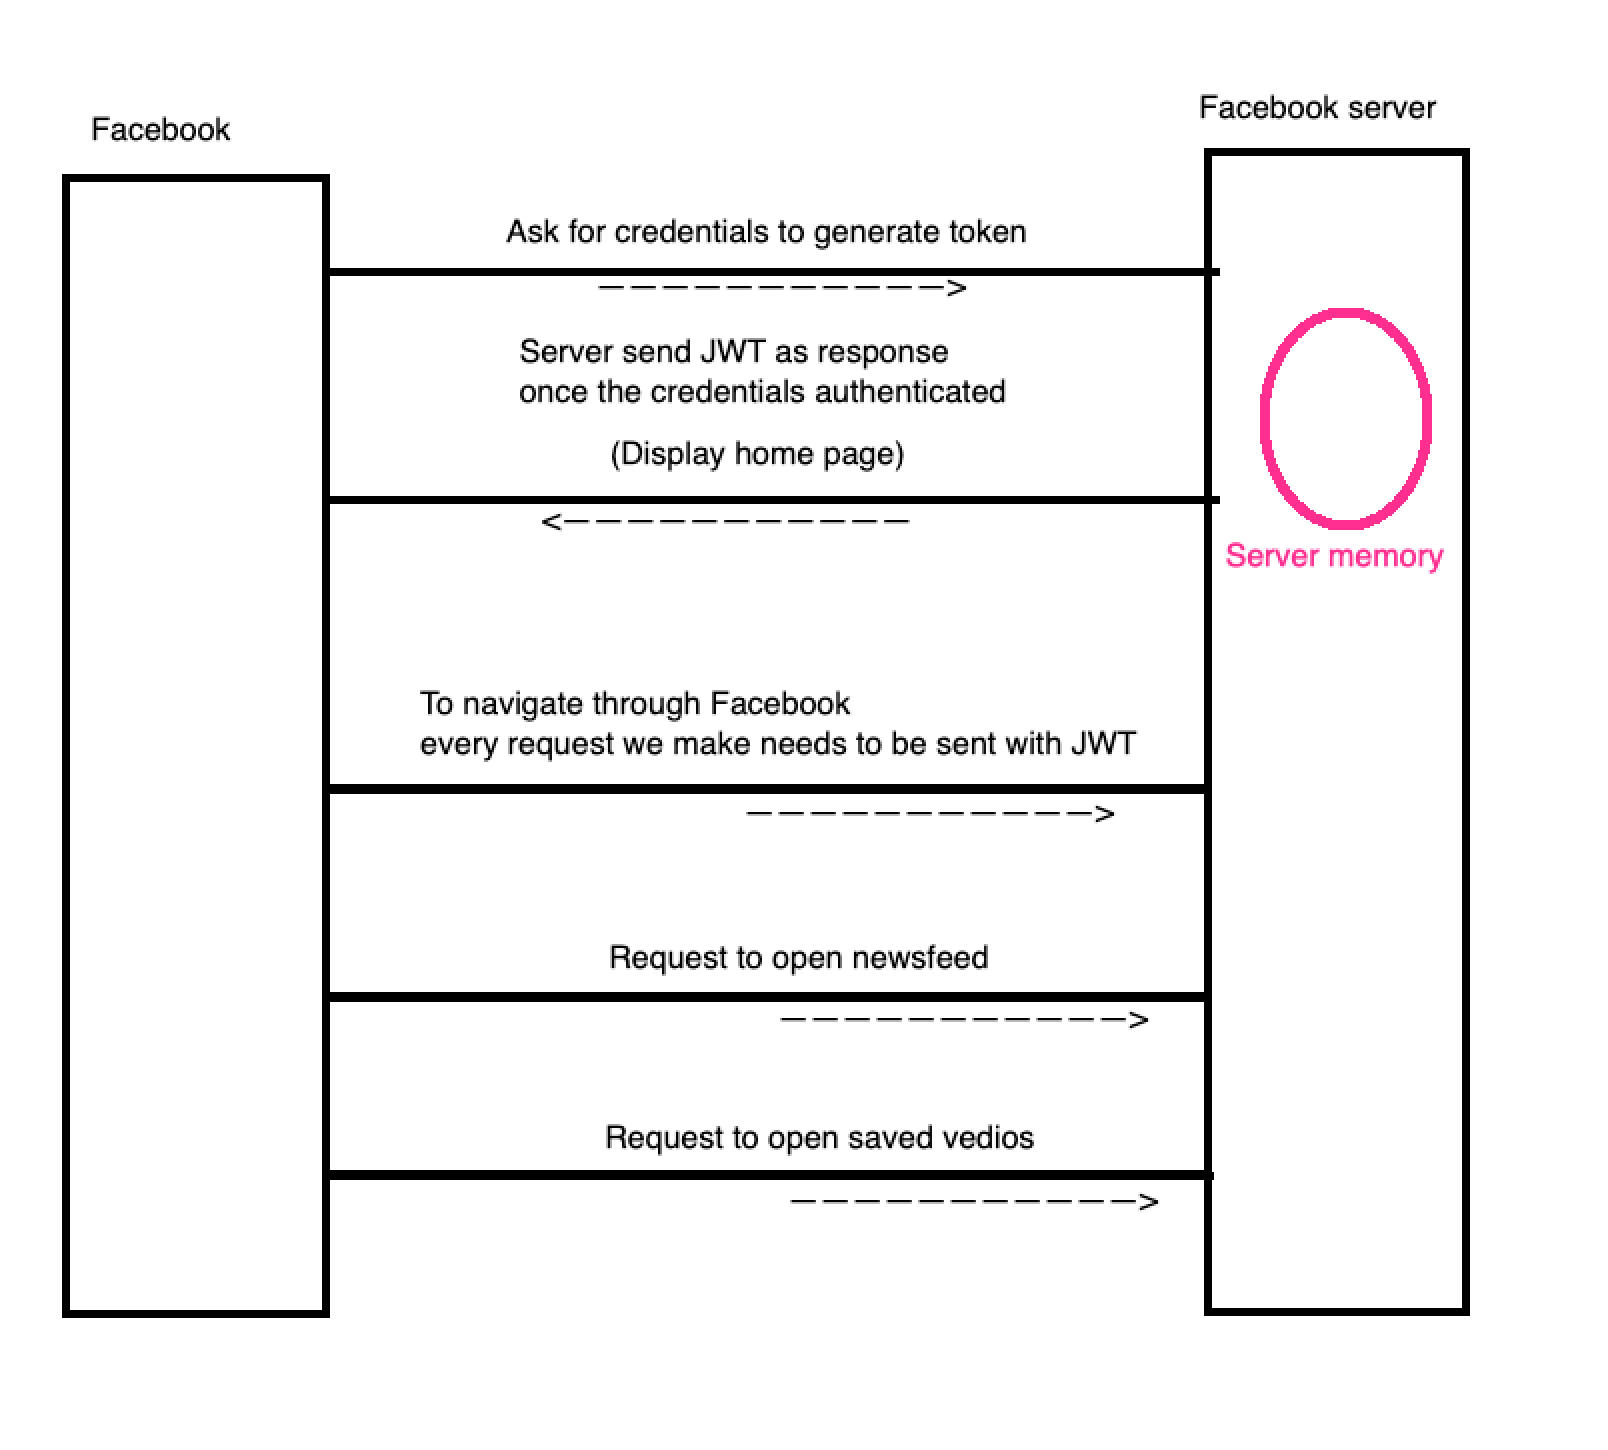 Facebook
Facebook server
Ask for credentials to generate token
———————————>
Server send JWT as response
once the credentials authenticated
(Display home page)
<———————————
Server memory
To navigate through Facebook
every request we make needs to be sent with JWT
———————————>
Request to open newsfeed
———————————>
Request to open saved vedios
———————————>